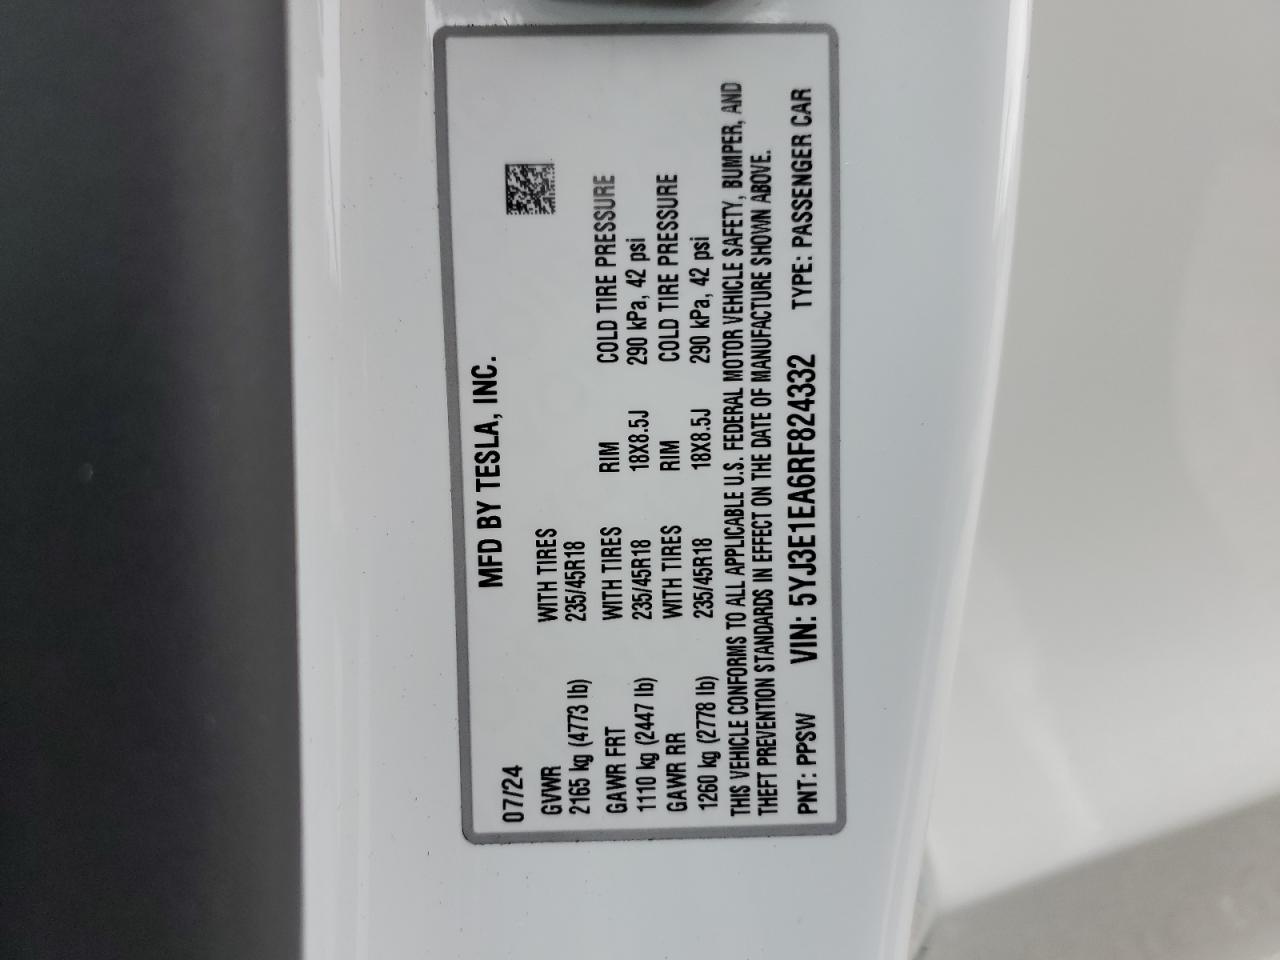 MFD BY TESLA, INC.
07/24
GVWR WITH TIRES
2165 kg (4773 lb) 235/45R18
GAWR FRT WITH TIRES RIM COLD TIRE PRESSURE
1110 kg (2447 lb) 235/45R18 18X8.5J 290 kPa, 42 psi
GAWR RR WITH TIRES RIM COLD TIRE PRESSURE
1260 kg (2778 lb) 235/45R18 18X8.5J 290 kPa, 42 psi
THIS VEHICLE CONFORMS TO ALL APPLICABLE U.S. FEDERAL MOTOR VEHICLE SAFETY, BUMPER, AND
THEFT PREVENTION STANDARDS IN EFFECT ON THE DATE OF MANUFACTURE SHOWN ABOVE.
PNT: PPSW VIN: 5YJ3E1EA6RF824332 TYPE: PASSENGER CAR